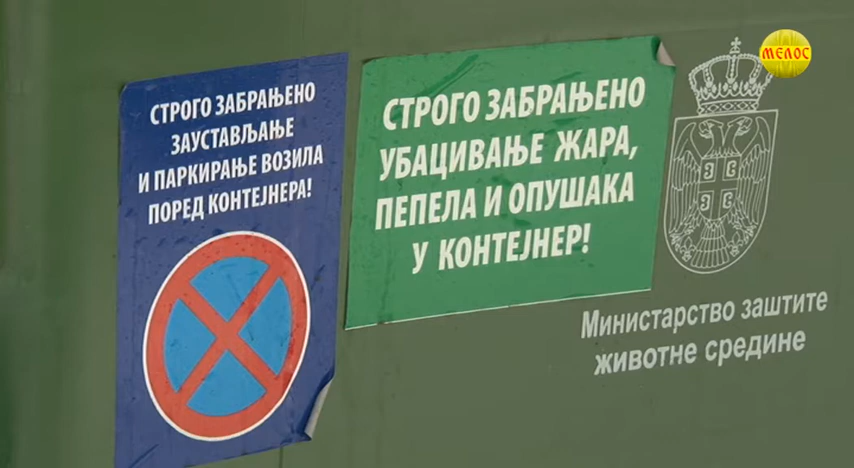 СТРОГО ЗАБРАЊЕНО
ЗАУСТАВЉАЊЕ
И ПАРКИРАЊЕ ВОЗИЛА
ПОРЕД КОНТЕЈНЕРА!
СТРОГО ЗАБРАЊЕНО
УБАЦИВАЊЕ ЖАРА,
ПЕПЕЛА И ОПУШАКА
У КОНТЕЈНЕР!
Министарство заштите
животне средине
МЕЛОС